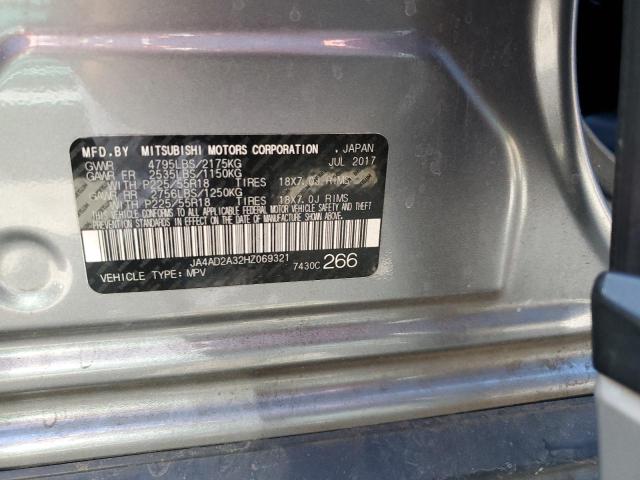 MFD.BY MITSUBISHI MOTORS CORPORATION , JAPAN
GVWR 4795LBS/2175KG JUL 2017
GAWR FR 2535LBS/1150KG
WITH P225/55R18 TIRES 18X7.0J RIMS
GAWR RR 2756LBS/1250KG
WITH P225/55R18 TIRES 18X7.0J RIMS
THIS VEHICLE CONFORMS TO ALL APPLICABLE FEDERAL MOTOR VEHICLE SAFETY AND THEFT
PREVENTION STANDARDS IN EFFECT ON THE DATE OF MANUFACTURE SHOWN ABOVE.
JA4AD2A32HZ069321
VEHICLE TYPE: MPV 7430C 266